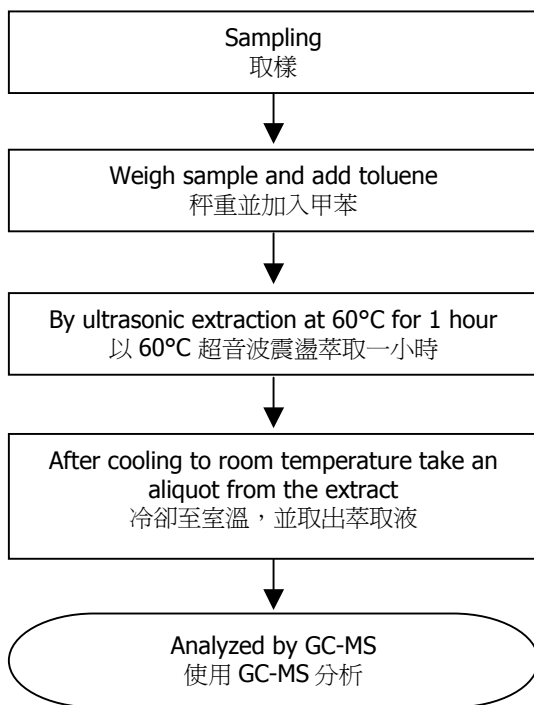 Sampling
取樣
Weigh sample and add toluene
秤重並加入甲苯
By ultrasonic extraction at 60°C for 1 hour
以 60°C 超音波震盪萃取一小時
After cooling to room temperature take an
aliquot from the extract
冷卻至室溫，並取出萃取液
Analyzed by GC-MS
使用 GC-MS 分析